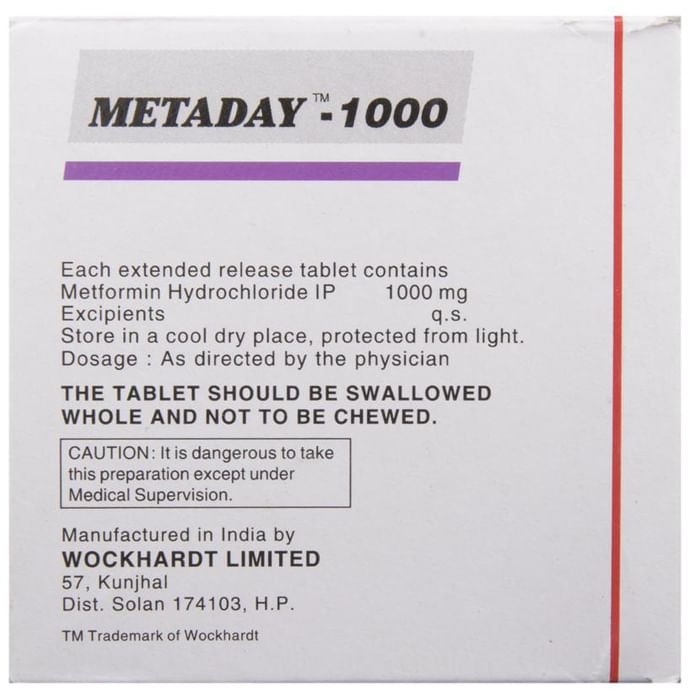 METADAY™-1000
Each extended release tablet contains
Metformin Hydrochloride IP 1000 mg
Excipients q.s.
Store in a cool dry place, protected from light.
Dosage : As directed by the physician
THE TABLET SHOULD BE SWALLOWED
WHOLE AND NOT TO BE CHEWED.
CAUTION: It is dangerous to take
this preparation except under
Medical Supervision.
Manufactured in India by
WOCKHARDT LIMITED
57, Kunjhal
Dist. Solan 174103, H.P.
TM Trademark of Wockhardt